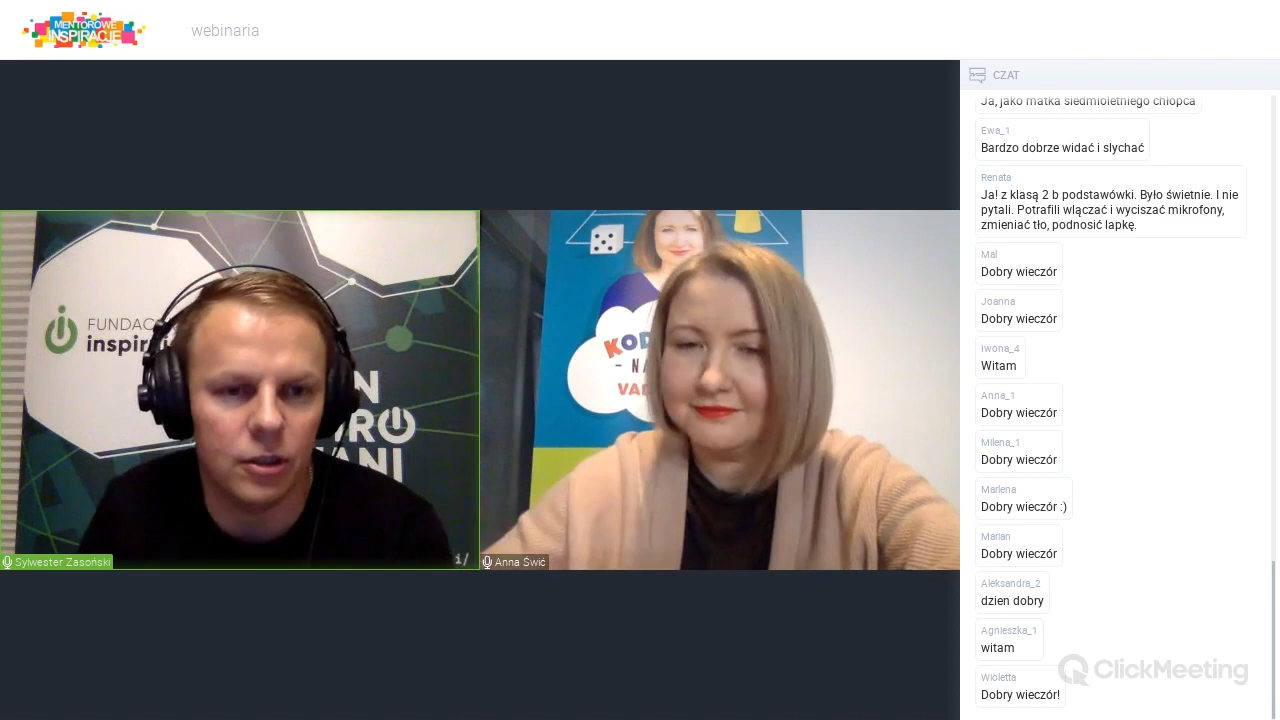 MENTOROWE
INSPIRACJE
webinaria
CZAT
Ja, jako matka siedmioletniego chłopca
Ewa_1
Bardzo dobrze widać i slychać
Renata
Ja! z klasą 2 b podstawówki. Było świetnie. I nie
pytali. Potrafili włączać i wyciszać mikrofony,
zmieniać tło, podnosić lapkę.
Mal
Dobry wieczór
Joanna
Dobry wieczór
Iwona_4
Witam
Anna_1
Dobry wieczór
Milena_1
Dobry wieczór
Marlena
Dobry wieczór :)
Marian
Dobry wieczór
Aleksandra_2
dzien dobry
Agnieszka_1
witam
Wioletta
Dobry wieczór!
ClickMeeting
Sylwester Zasoński
i/
Anna Świć